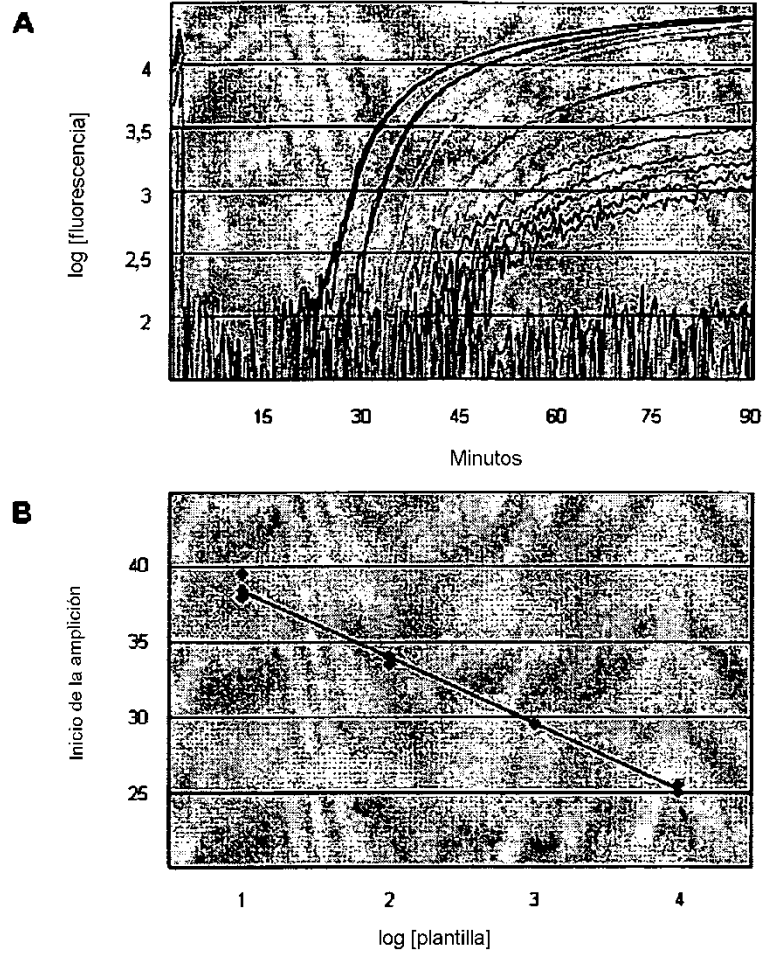 A
log [fluorescencia]
4
3,5
3
2,5
2
15 30 45 60 75 90
Minutos
B
Inicio de la amplición
40
35
30
25
1 2 3 4
log [plantilla]